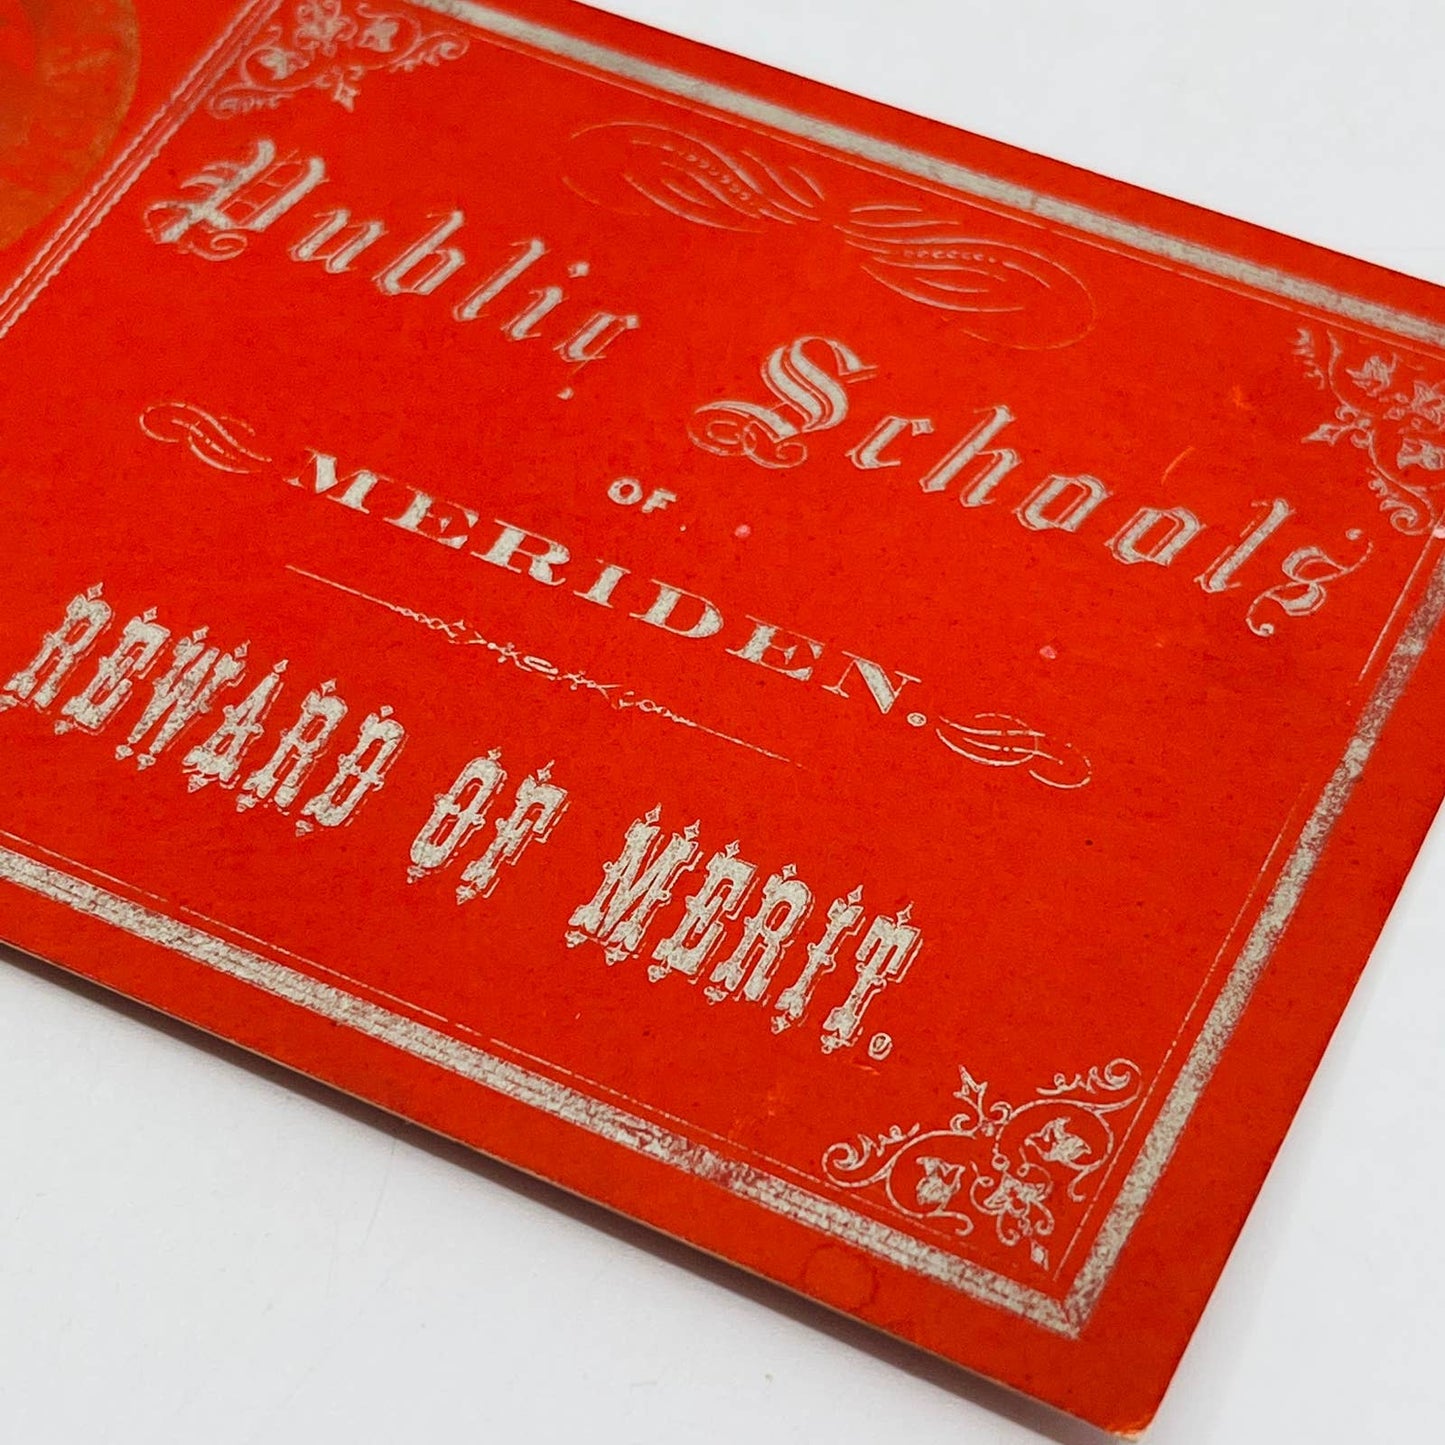 Public Schools
OF
MERIDEN.
REWARD OF MERIT.